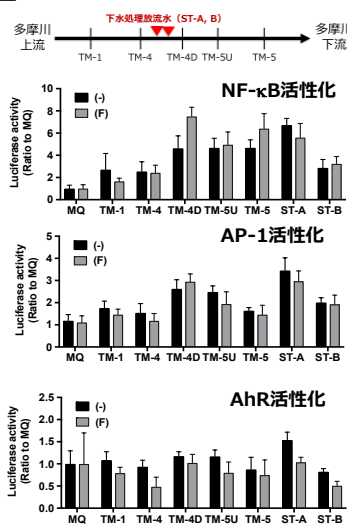 下水処理放流水（ST-A, B）
多摩川
上流
多摩川
下流
TM-1 TM-4 TM-4D TM-5U TM-5
NF-κB活性化
Luciferase activity
(Ratio to MQ)
10
8
6
4
2
0
(-)
(F)
MQ TM-1 TM-4 TM-4D TM-5U TM-5 ST-A ST-B
AP-1活性化
Luciferase activity
(Ratio to MQ)
5
4
3
2
1
0
(-)
(F)
MQ TM-1 TM-4 TM-4D TM-5U TM-5 ST-A ST-B
AhR活性化
Luciferase activity
(Ratio to MQ)
2.5
2.0
1.5
1.0
0.5
0.0
(-)
(F)
MQ TM-1 TM-4 TM-4D TM-5U TM-5 ST-A ST-B